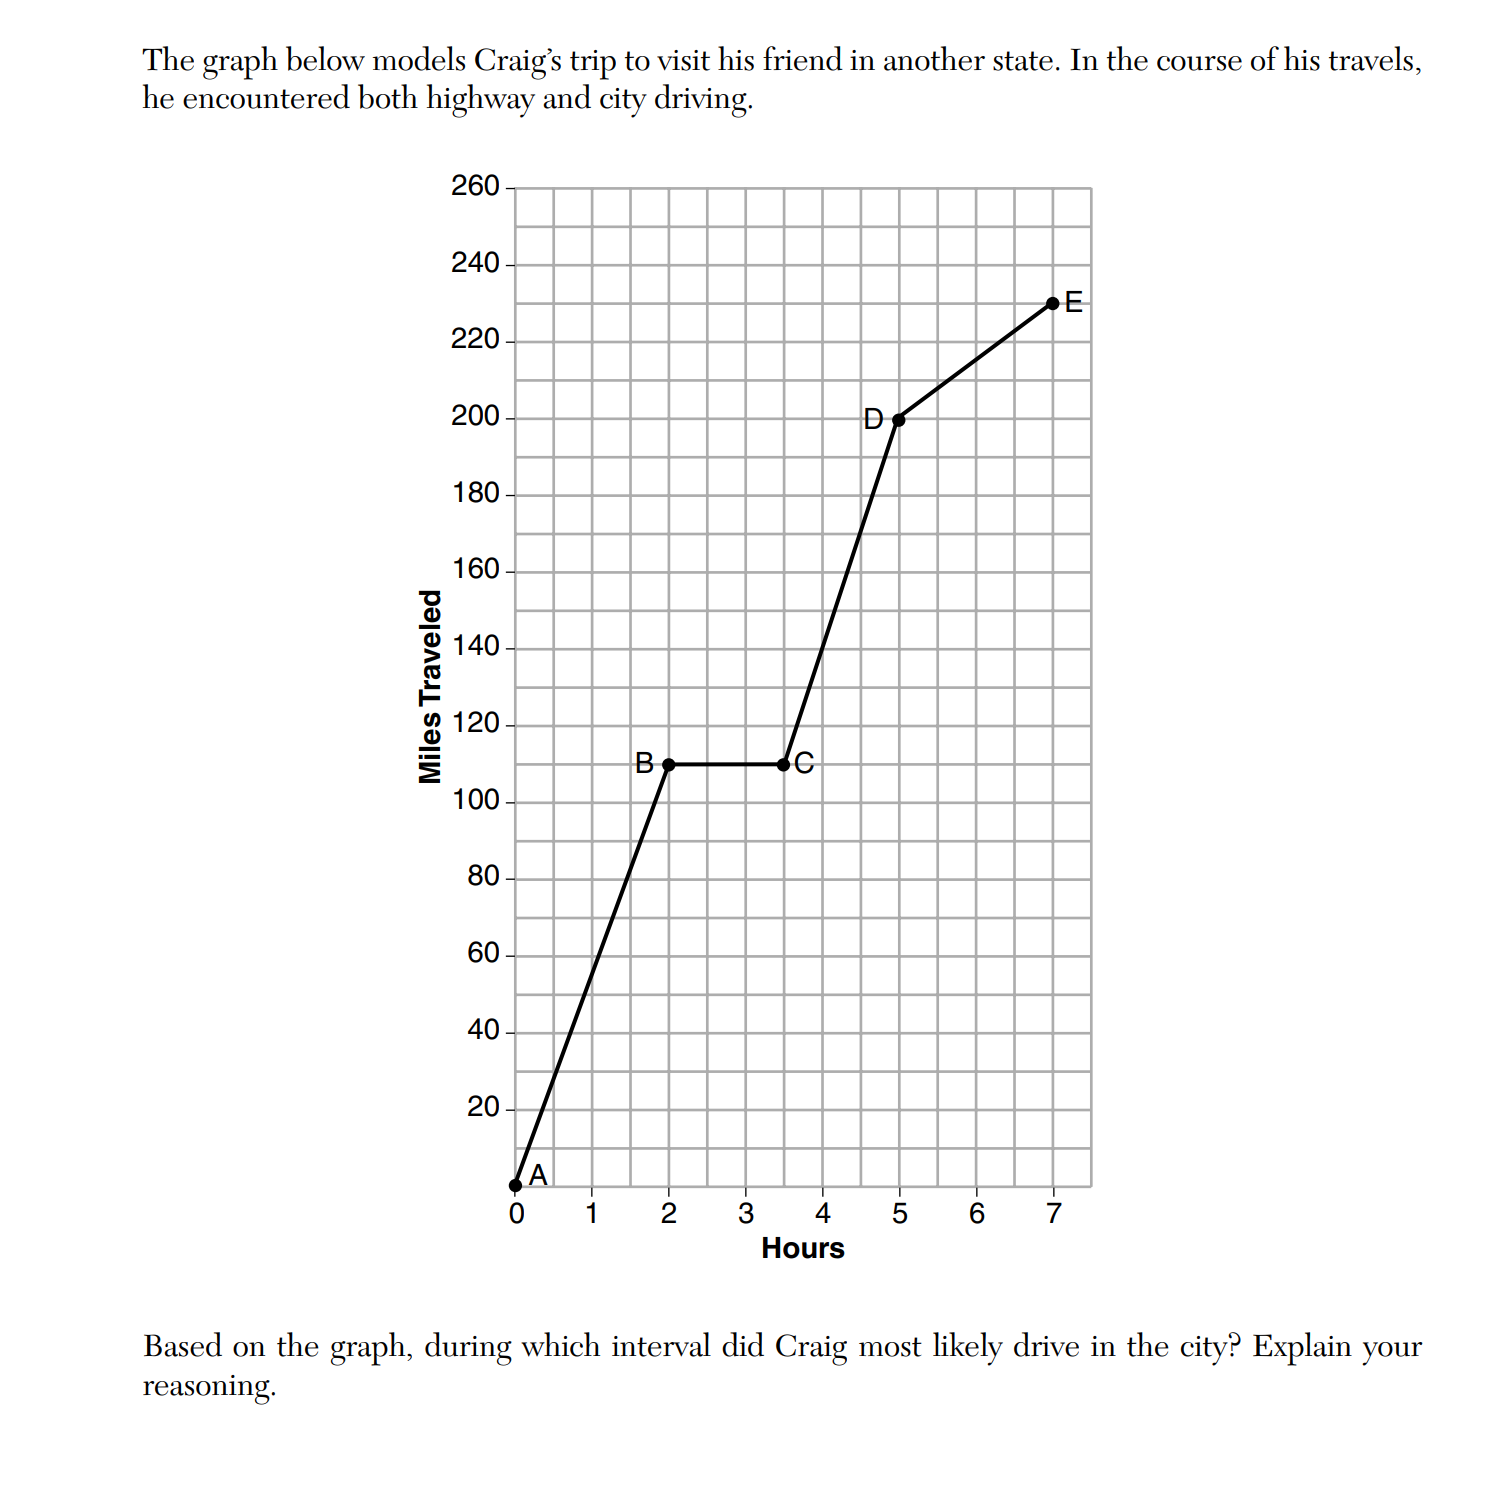 The graph below models Craig’s trip to visit his friend in another state. In the course of his travels,
he encountered both highway and city driving.
260
240
220
200
180
160
140
120
100
80
60
40
20
Miles Traveled
A
B
C
D
E
0 1 2 3 4 5 6 7
Hours
Based on the graph, during which interval did Craig most likely drive in the city? Explain your
reasoning.